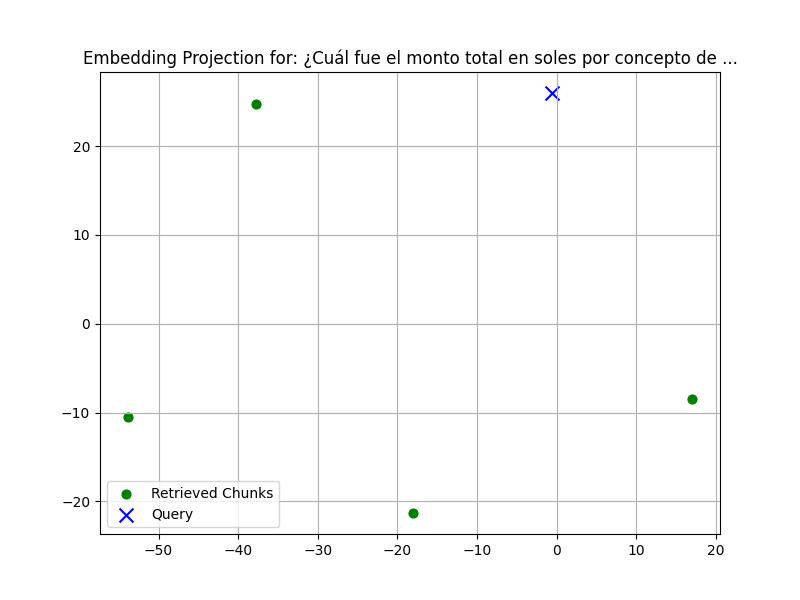 Embedding Projection for: ¿Cuál fue el monto total en soles por concepto de ...
20
10
0
−10
−20
Retrieved Chunks
Query
−50 −40 −30 −20 −10 0 10 20